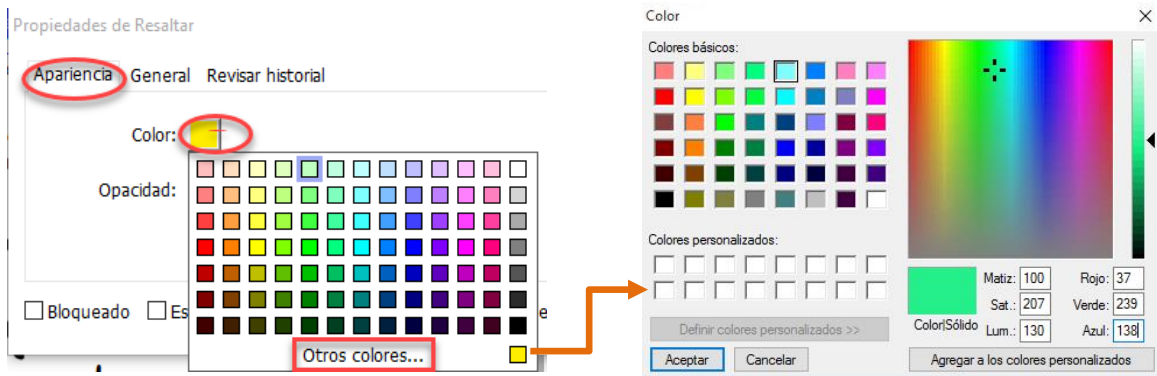 Propiedades de Resaltar
Apariencia General Revisar historial
Color:
Opacidad:
Bloqueado Es
e
Otros colores...
Color
Colores básicos:
Colores personalizados:
Definir colores personalizados >>
Color|Sólido
Matiz: 100 Rojo: 37
Sat.: 207 Verde: 239
Lum.: 130 Azul: 138
Aceptar Cancelar
Agregar a los colores personalizados